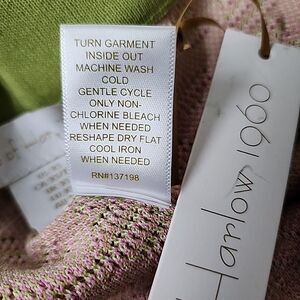 TURN GARMENT
INSIDE OUT
MACHINE WASH
COLD
GENTLE CYCLE
ONLY NON-
CHLORINE BLEACH
WHEN NEEDED
RESHAPE DRY FLAT
COOL IRON
WHEN NEEDED
RN#137198
Harlow 1960